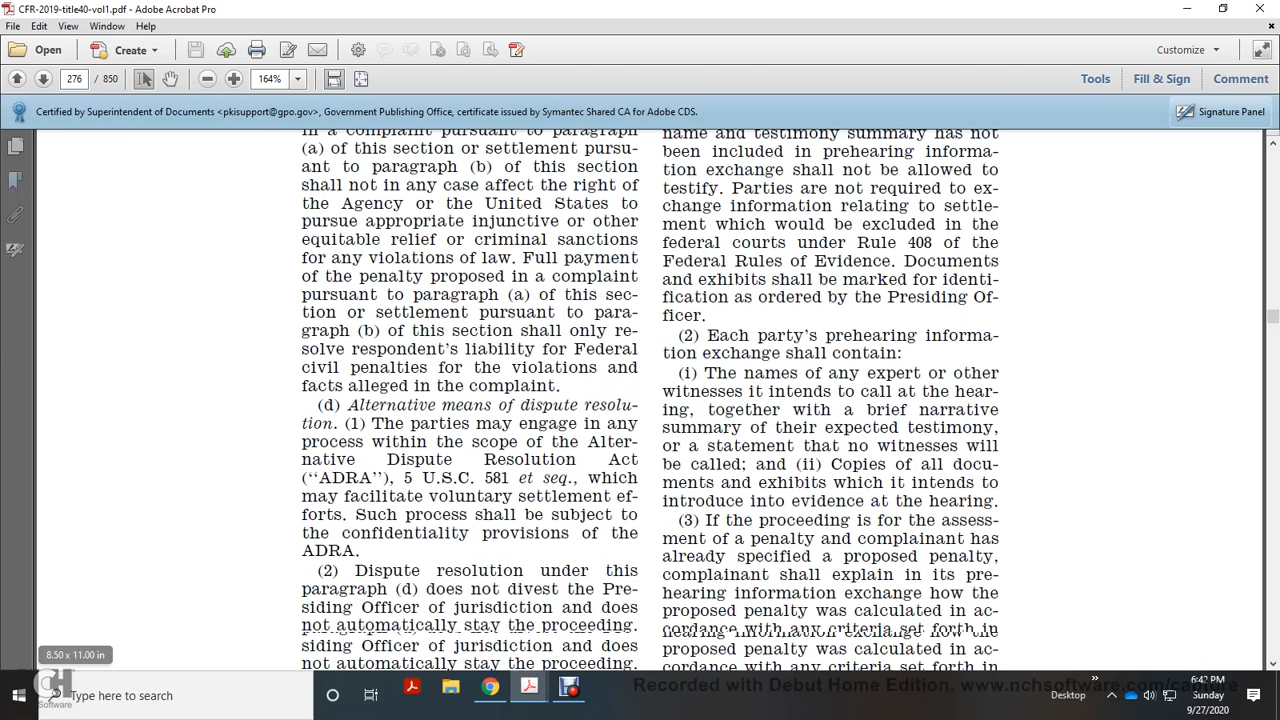 CFR-2019-title40-vol1.pdf - Adobe Acrobat Pro
File Edit View Window Help
Open Create Customize
276 / 850 164% Tools Fill & Sign Comment
Certified by Superintendent of Documents <pkisupport@gpo.gov>, Government Publishing Office, certificate issued by Symantec Shared CA for Adobe CDS.
Signature Panel
in a complaint pursuant to paragraph
(a) of this section or settlement pursu-
ant to paragraph (b) of this section
shall not in any case affect the right of
the Agency or the United States to
pursue appropriate injunctive or other
equitable relief or criminal sanctions
for any violations of law. Full payment
of the penalty proposed in a complaint
pursuant to paragraph (a) of this sec-
tion or settlement pursuant to para-
graph (b) of this section shall only re-
solve respondent's liability for Federal
civil penalties for the violations and
facts alleged in the complaint.
(d) Alternative means of dispute resolu-
tion. (1) The parties may engage in any
process within the scope of the Alter-
native Dispute Resolution Act
(‘‘ADRA’’), 5 U.S.C. 581 et seq., which
may facilitate voluntary settlement ef-
forts. Such process shall be subject to
the confidentiality provisions of the
ADRA.
(2) Dispute resolution under this
paragraph (d) does not divest the Pre-
siding Officer of jurisdiction and does
not automatically stay the proceeding.
siding Officer of jurisdiction and does
not automatically stay the proceeding.
name and testimony summary has not
been included in prehearing informa-
tion exchange shall not be allowed to
testify. Parties are not required to ex-
change information relating to settle-
ment which would be excluded in the
federal courts under Rule 408 of the
Federal Rules of Evidence. Documents
and exhibits shall be marked for identi-
fication as ordered by the Presiding Of-
ficer.
(2) Each party's prehearing informa-
tion exchange shall contain:
(i) The names of any expert or other
witnesses it intends to call at the hear-
ing, together with a brief narrative
summary of their expected testimony,
or a statement that no witnesses will
be called; and (ii) Copies of all docu-
ments and exhibits which it intends to
introduce into evidence at the hearing.
(3) If the proceeding is for the assess-
ment of a penalty and complainant has
already specified a proposed penalty,
complainant shall explain in its pre-
hearing information exchange how the
proposed penalty was calculated in ac-
cordance with any criteria set forth in
proposed penalty was calculated in ac-
cordance with any criteria set forth in
8.50 x 11.00 in
Software
Type here to search
Recorded with Debut Home Edition. www.nchsoftware.com/capture
Desktop
6:42 PM
Sunday
9/27/2020